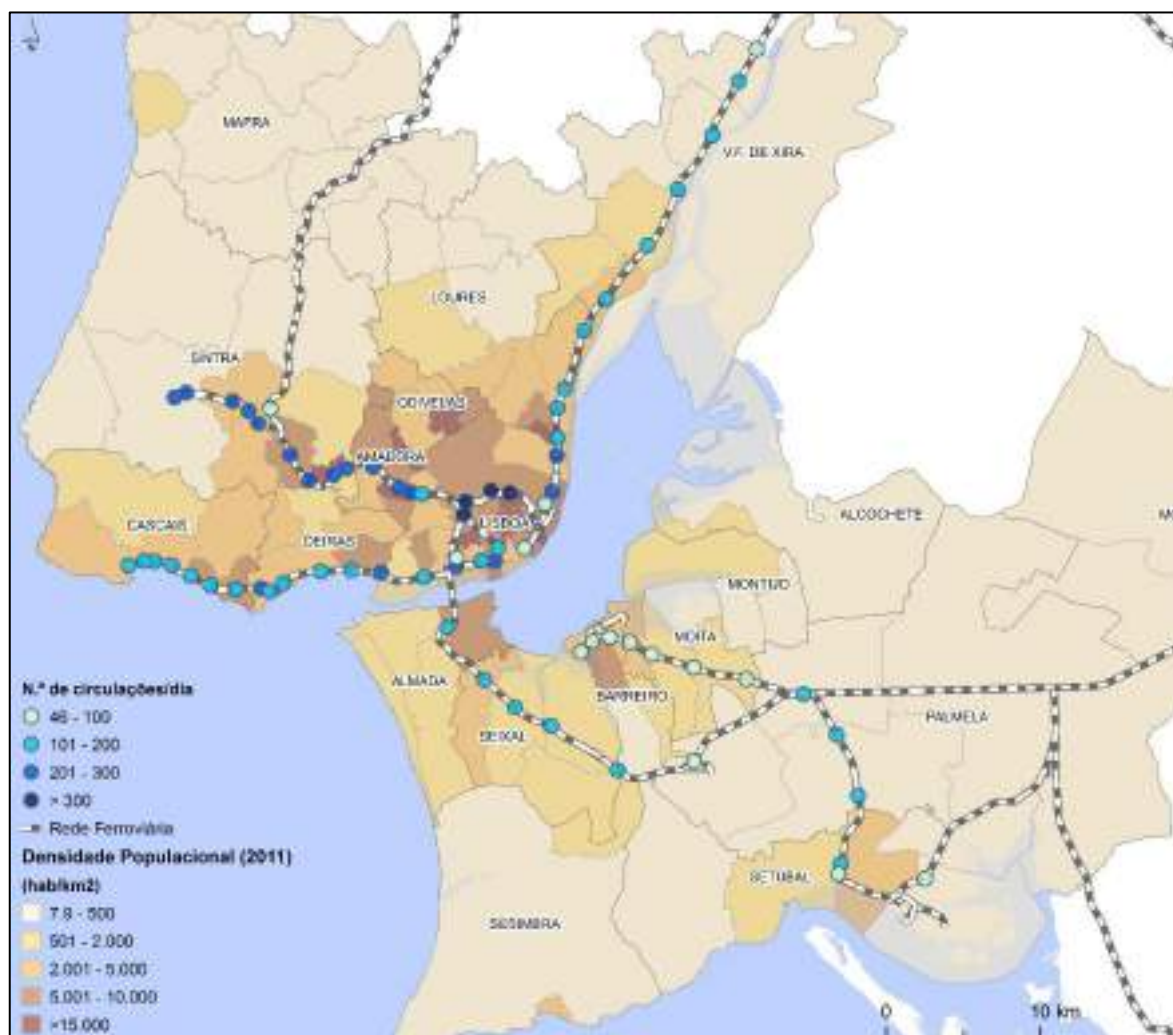 MAFRA
V.F. DE XIRA
LOURES
SINTRA
ODIVELAS
AMADORA
LISBOA
ALCOCHETE
CASCAIS
OEIRAS
MONTIJO
MOITA
ALMADA
BARREIRO
PALMELA
SEIXAL
SETÚBAL
SESIMBRA
N.º de circulações/dia
46 - 100
101 - 200
201 - 300
> 300
Rede Ferroviária
Densidade Populacional (2011)
(hab/km2)
7.9 - 500
501 - 2.000
2.001 - 5.000
5.001 - 10.000
>15.000
0 10 km